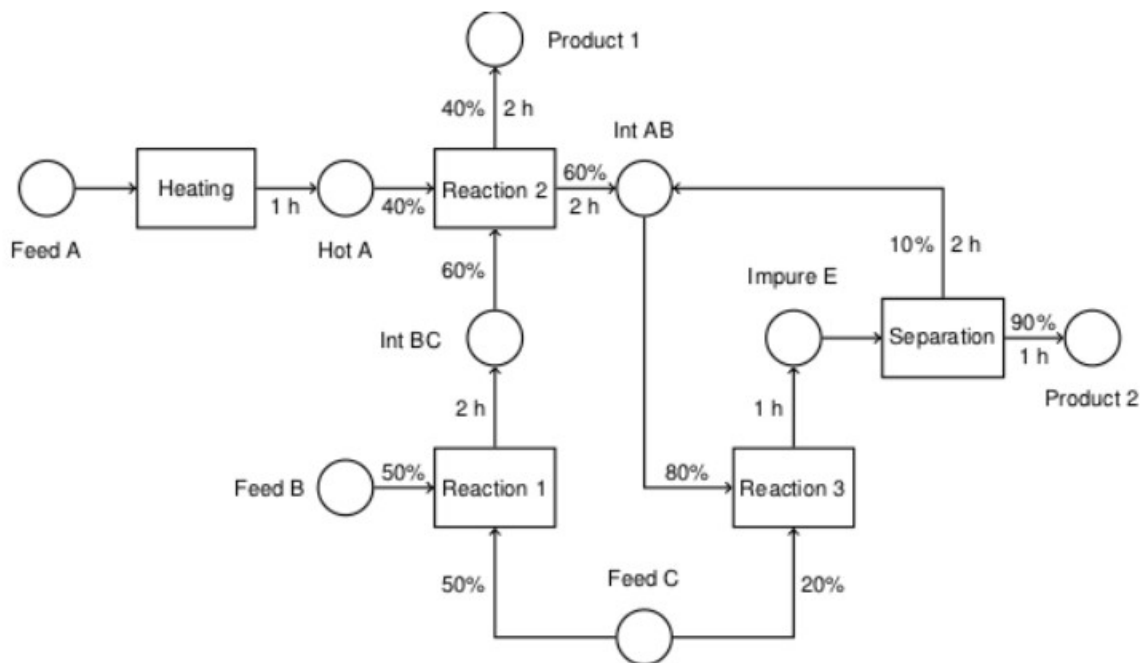 Product 1
40% 2 h
Int AB
Heating
Reaction 2
60%
2 h
1 h
40%
Feed A
Hot A
60%
10% 2 h
Impure E
Int BC
Separation
90%
1 h
Product 2
2 h
1 h
Feed B
50%
Reaction 1
80%
Reaction 3
50%
Feed C
20%